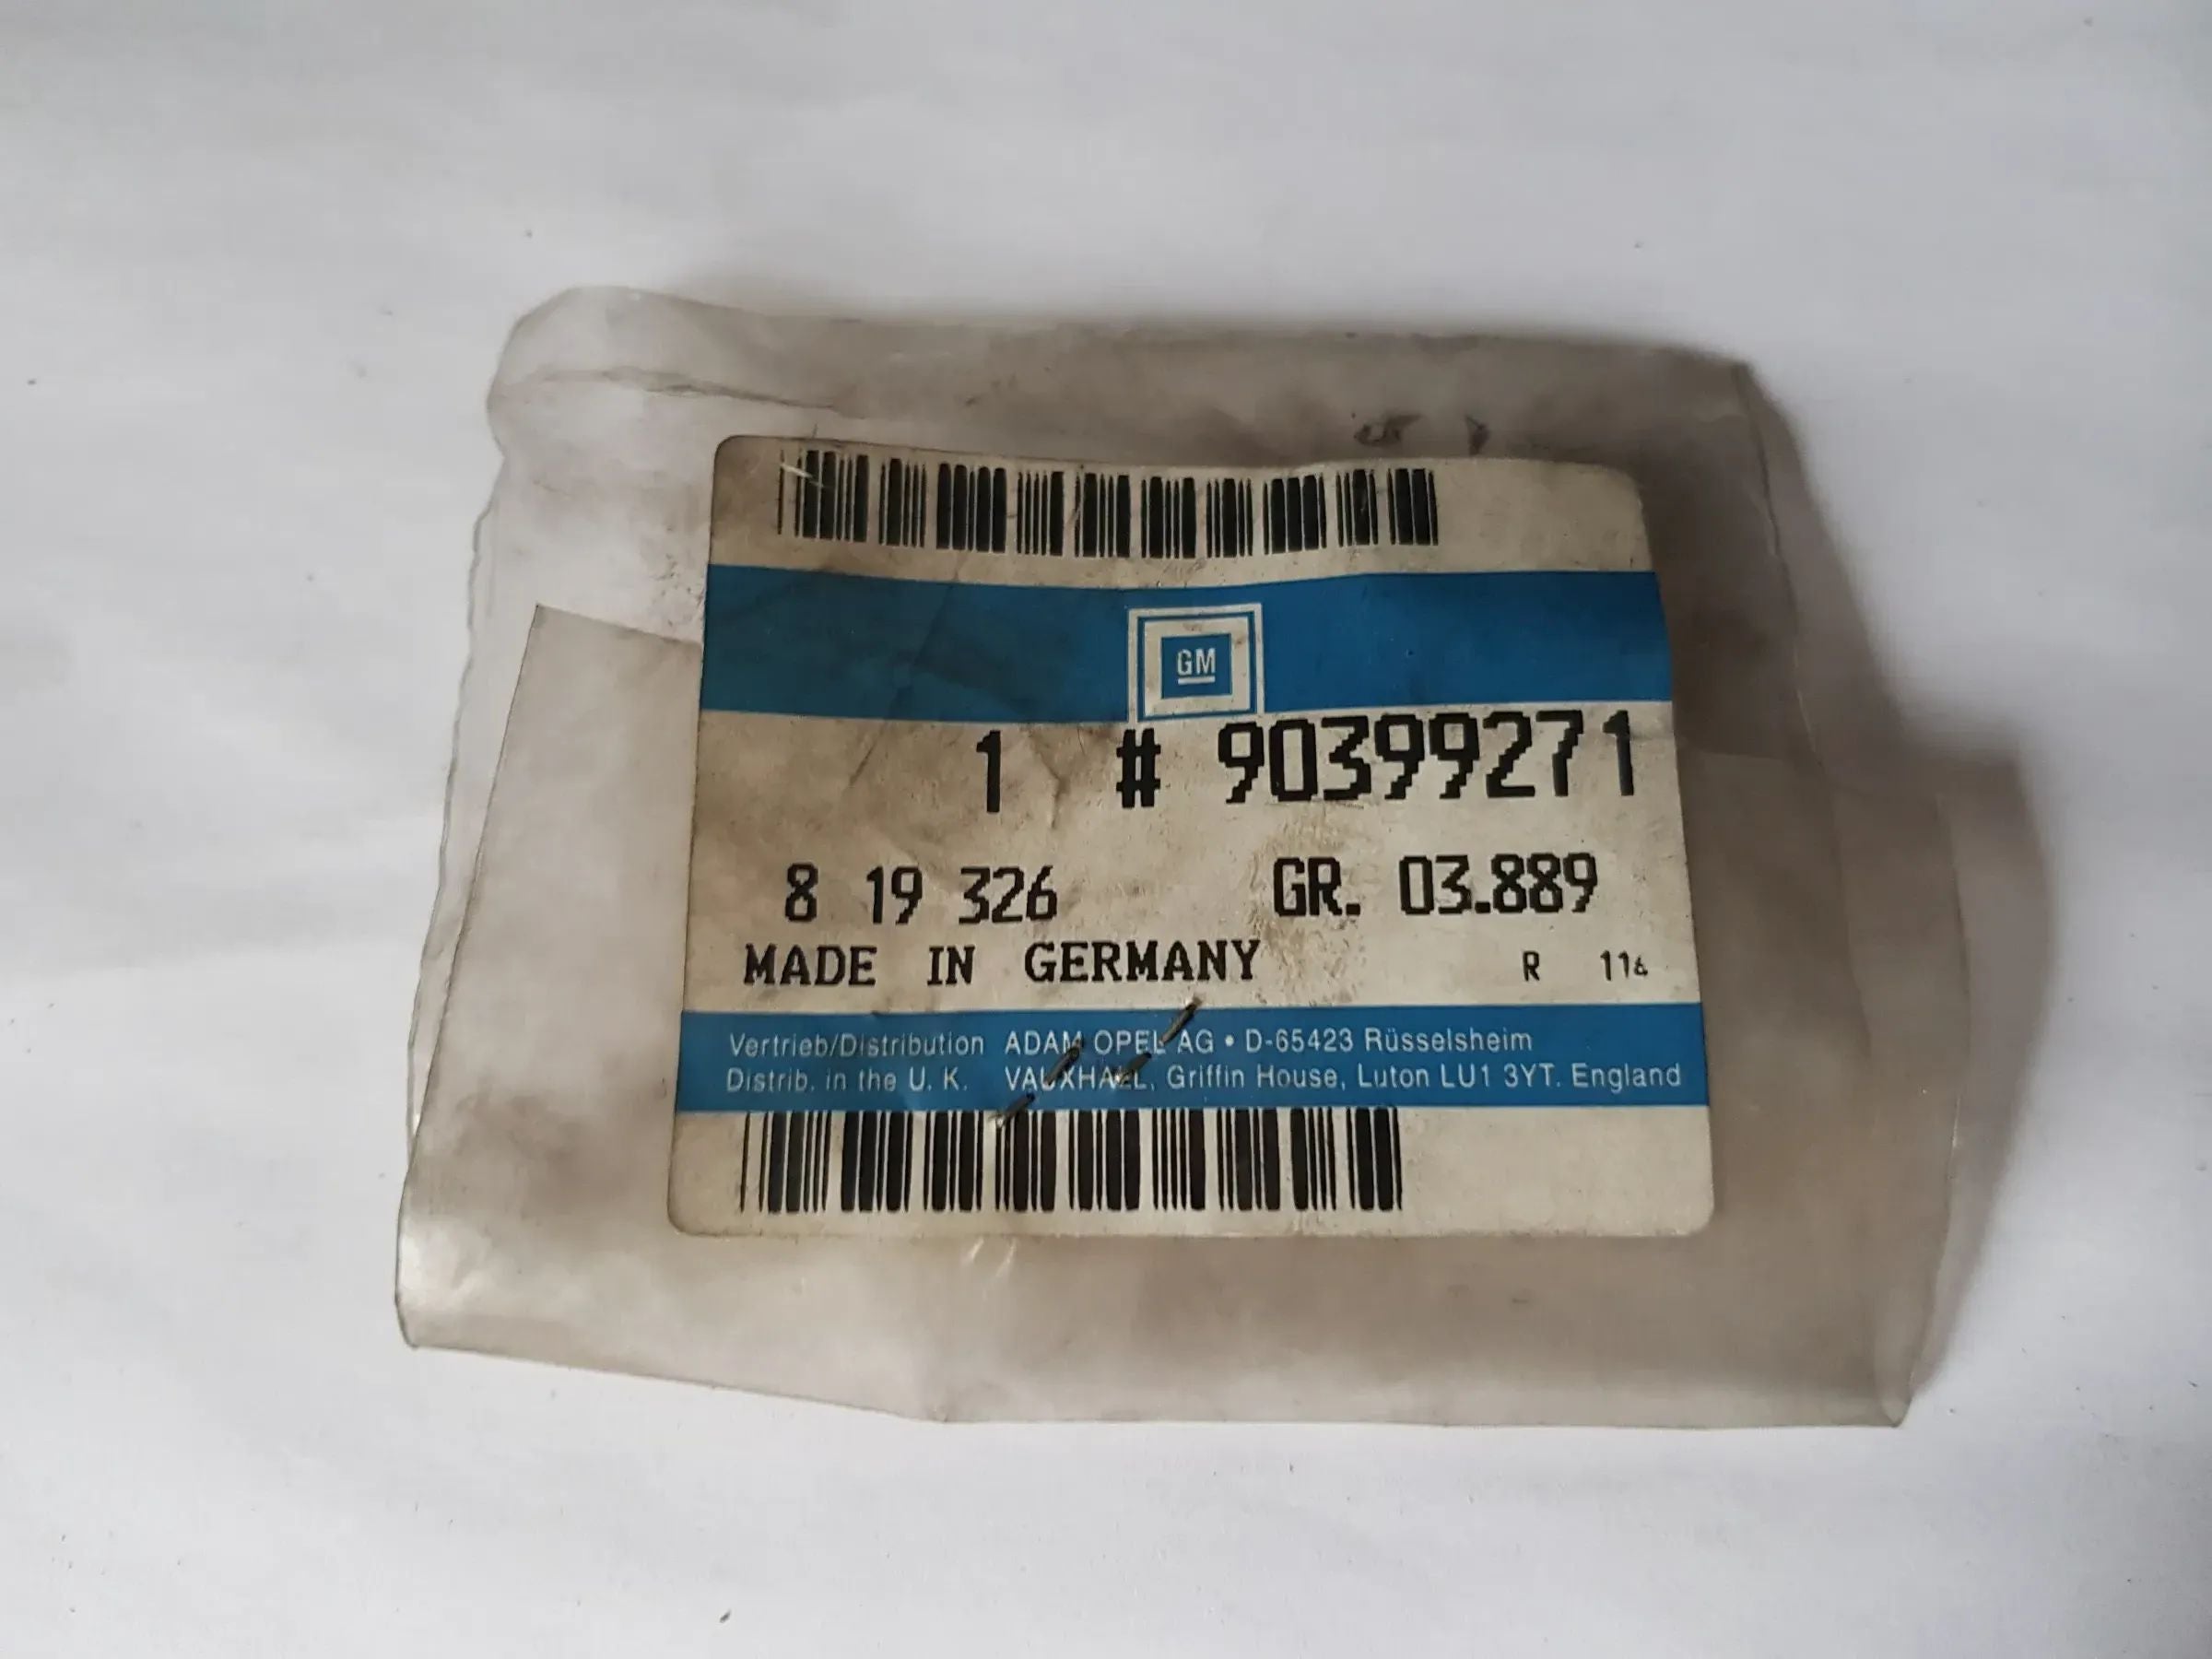 GM
1 # 90399271
8 19 326 GR. 03.889
MADE IN GERMANY R
Vertrieb/Distribution ADAM OPEL AG • D-65423 Rüsselsheim
Distrib. in the U. K. VAUXHALL, Griffin House, Luton LU1 3YT. England